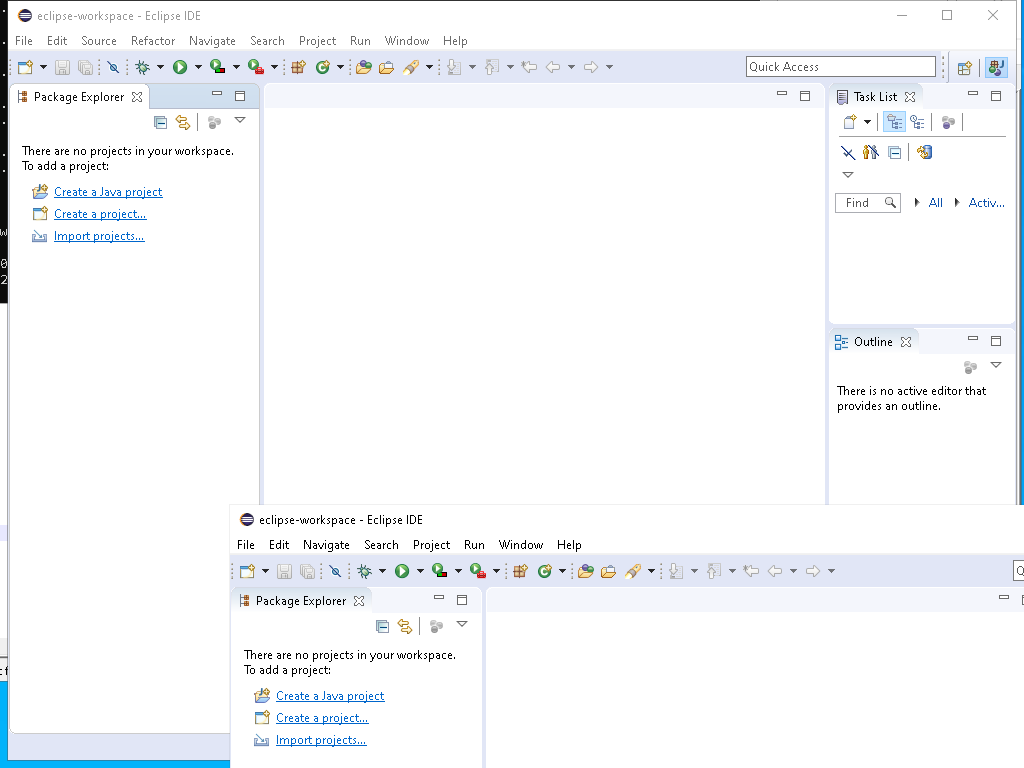 eclipse-workspace - Eclipse IDE
File Edit Source Refactor Navigate Search Project Run Window Help
Quick Access
Package Explorer
There are no projects in your workspace.
To add a project:
Create a Java project
Create a project...
Import projects...
Task List
Find All Activ...
Outline
There is no active editor that
provides an outline.
eclipse-workspace - Eclipse IDE
File Edit Navigate Search Project Run Window Help
Package Explorer
There are no projects in your workspace.
To add a project:
Create a Java project
Create a project...
Import projects...